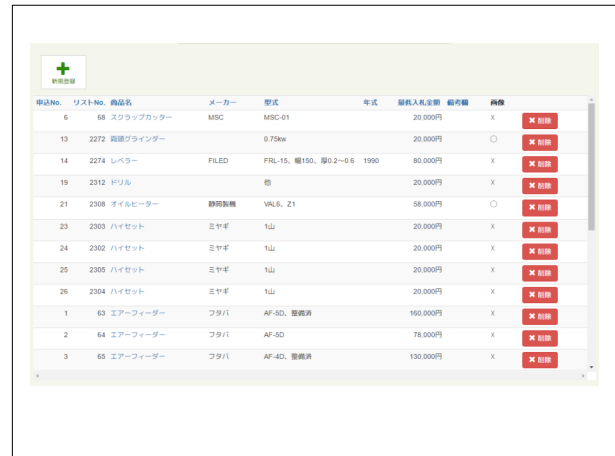 新規登録
申込No. リストNo. 商品名 メーカー 型式 年式 最低入札金額 備考欄 画像
6 68 スクラップカッター MSC MSC-01 20,000円 X ✖ 削除
13 2272 両頭グラインダー 0.75kw 20,000円 ○ ✖ 削除
14 2274 レベラー FILED FRL-15、幅150、厚0.2～0.6 1990 80,000円 X ✖ 削除
19 2312 ドリル 他 20,000円 X ✖ 削除
21 2308 オイルヒーター 静岡製機 VAL6、Z1 58,000円 ○ ✖ 削除
23 2303 ハイセット ミヤギ 1山 20,000円 X ✖ 削除
24 2302 ハイセット ミヤギ 1山 20,000円 X ✖ 削除
25 2305 ハイセット ミヤギ 1山 20,000円 X ✖ 削除
26 2304 ハイセット ミヤギ 1山 20,000円 X ✖ 削除
1 63 エアーフィーダー フタバ AF-5D、整備済 160,000円 X ✖ 削除
2 64 エアーフィーダー フタバ AF-5D 78,000円 X ✖ 削除
3 65 エアーフィーダー フタバ AF-4D、整備済 130,000円 X ✖ 削除